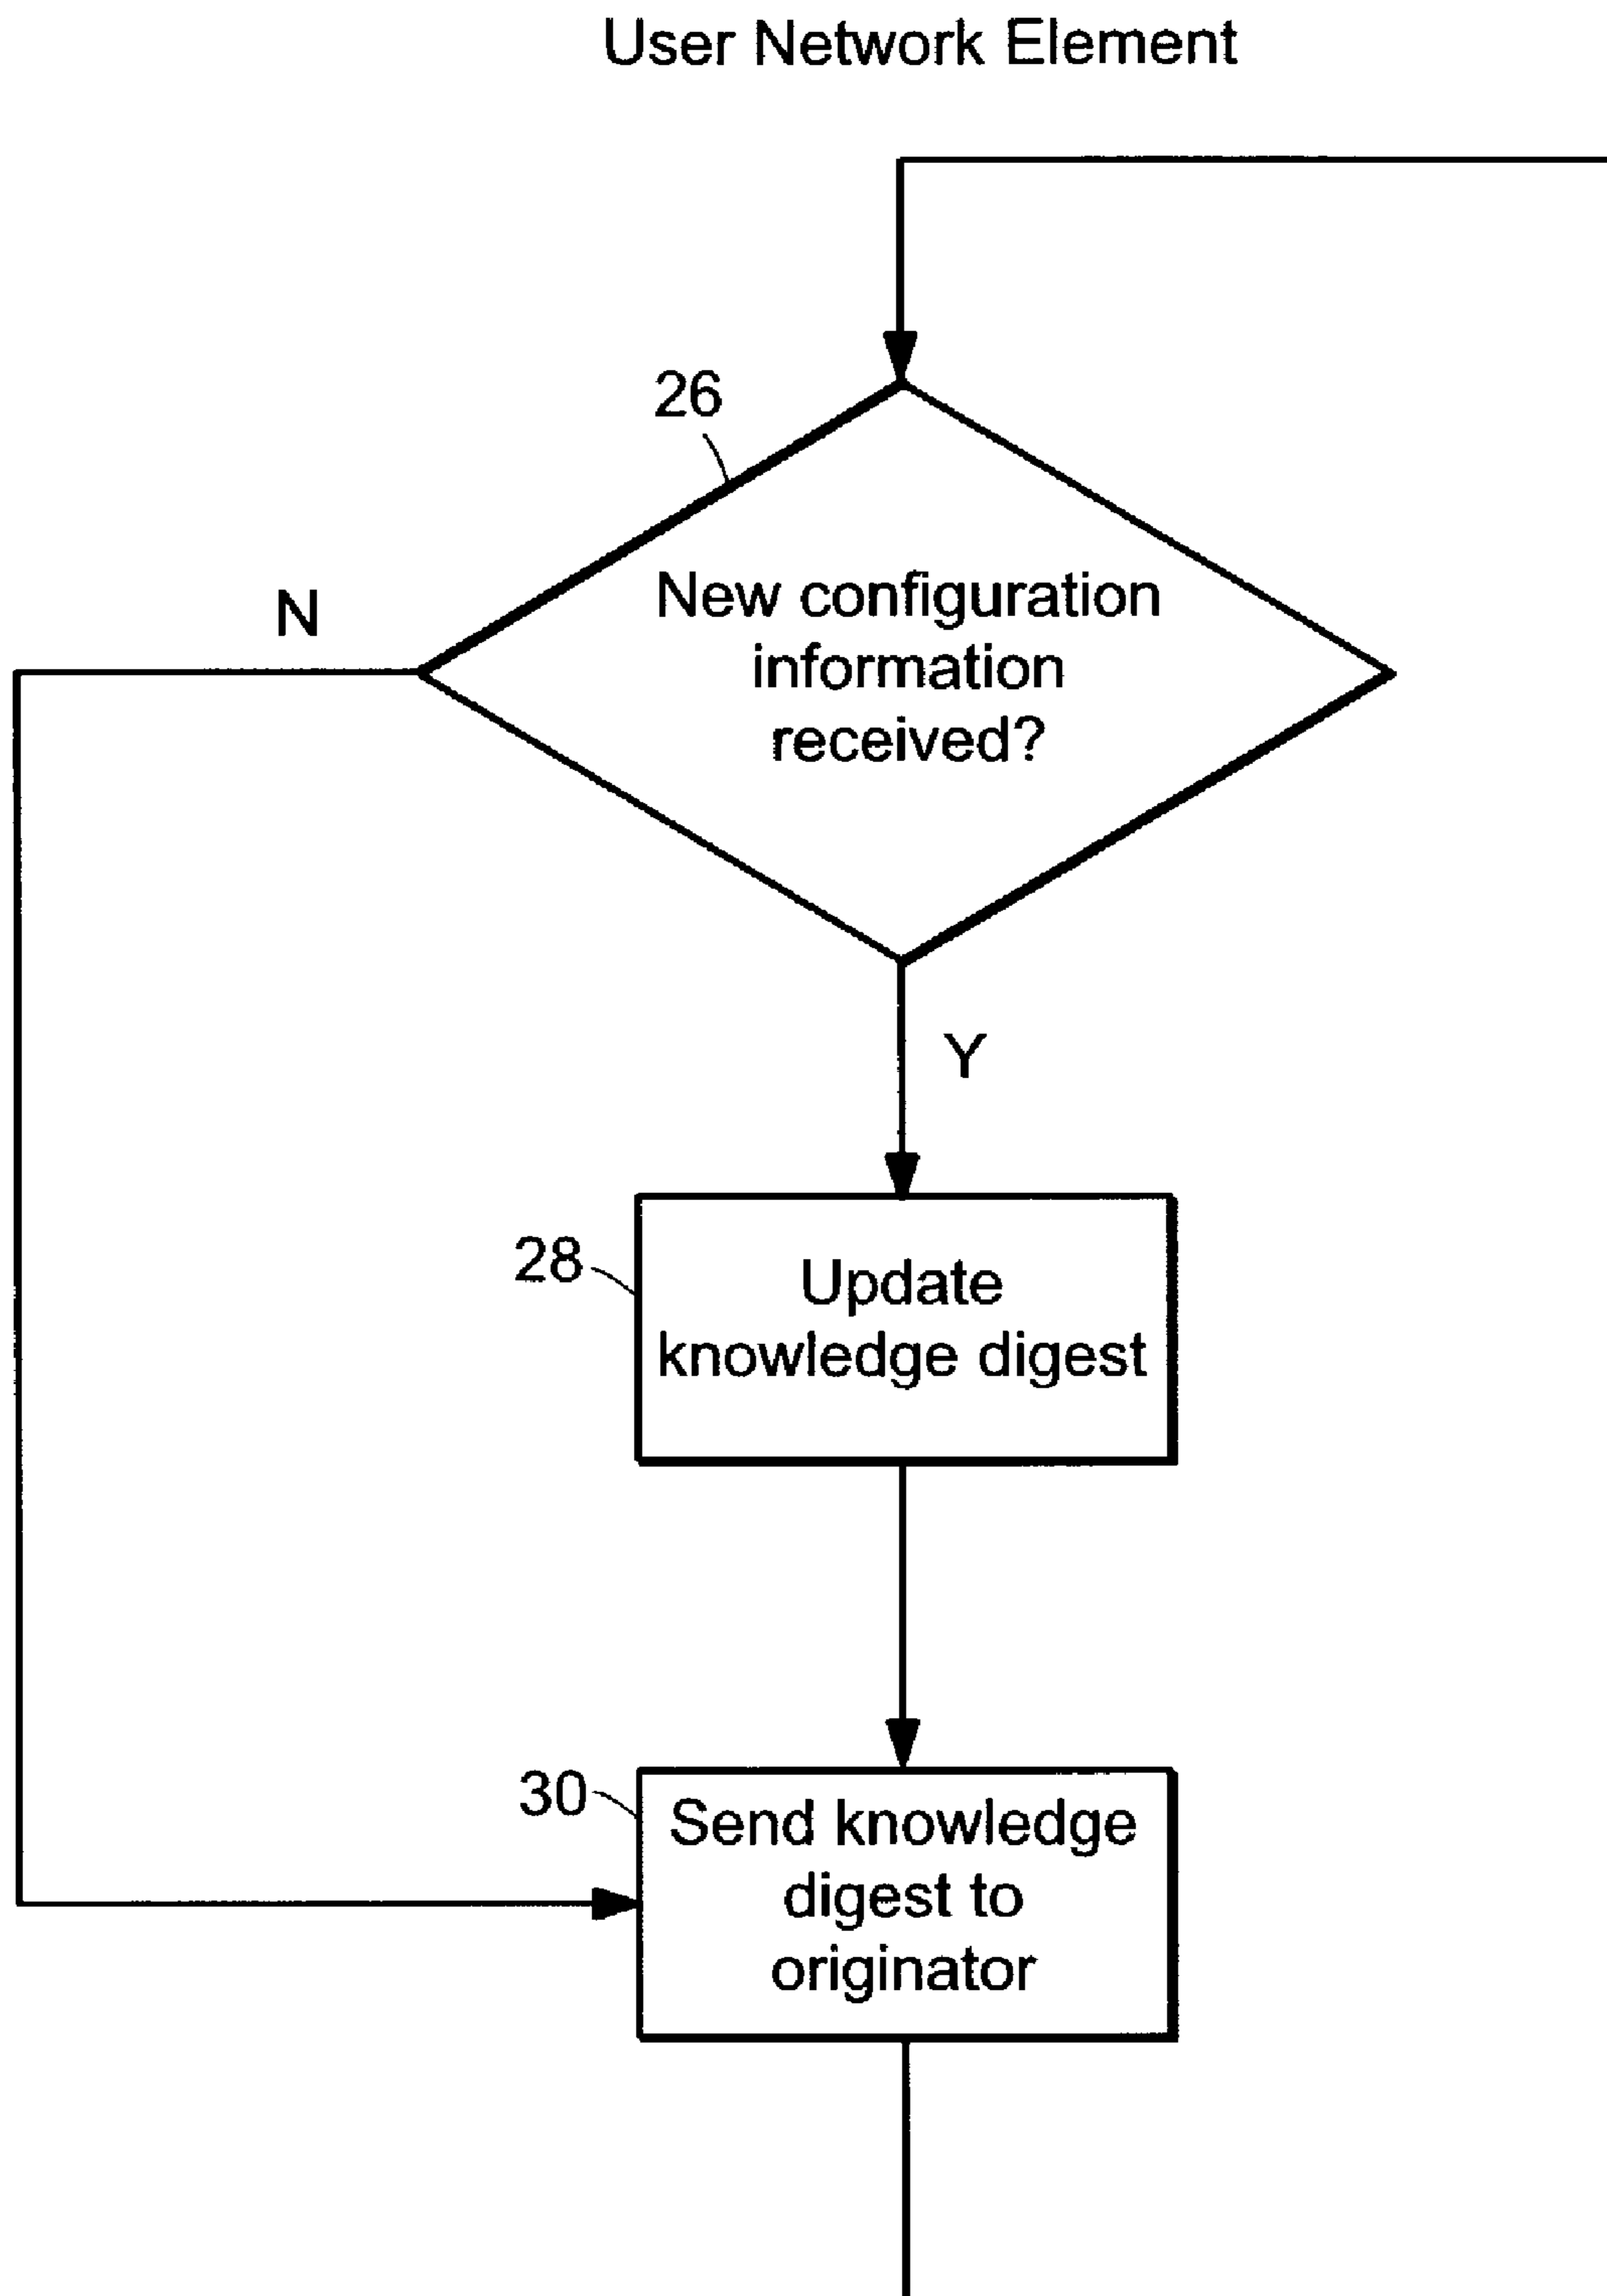 User Network Element
26
N
New configuration
information
received?
Y
28
Update
knowledge digest
30
Send knowledge
digest to
originator